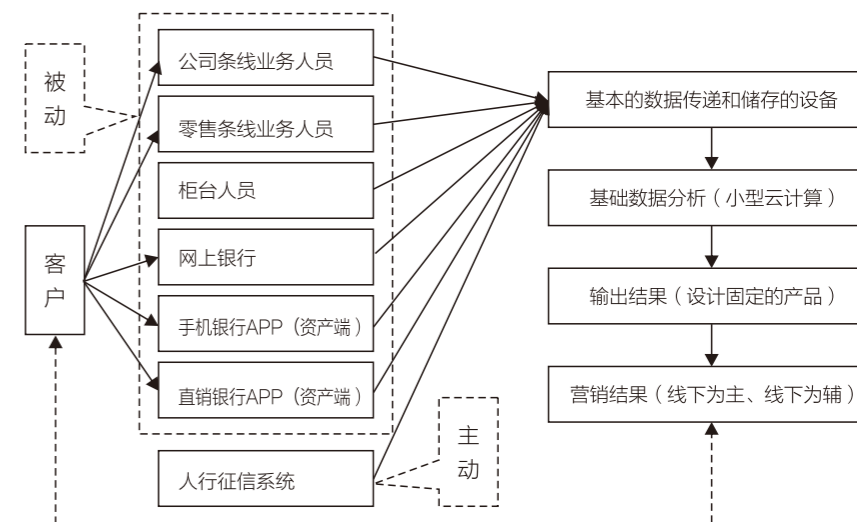 被动
客户
公司条线业务人员
零售条线业务人员
柜台人员
网上银行
手机银行APP（资产端）
直销银行APP（资产端）
人行征信系统
主动
基本的数据传递和储存的设备
基础数据分析（小型云计算）
输出结果（设计固定的产品）
营销结果（线下为主、线下为辅）